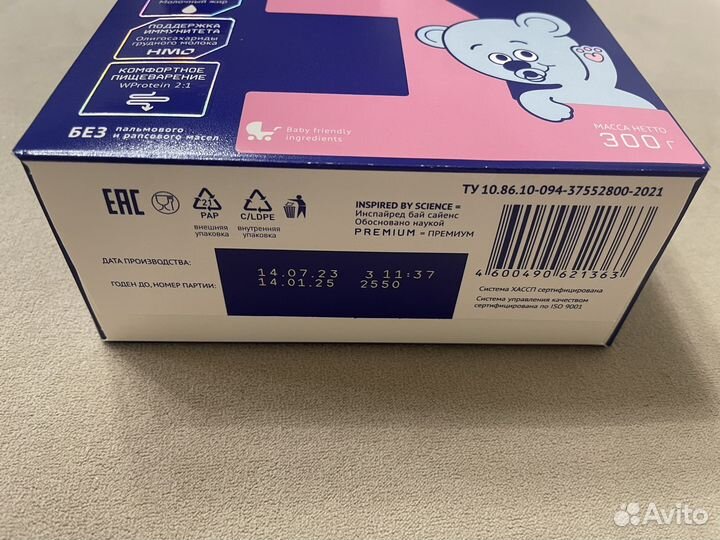 Молочный жир
ПОДДЕРЖКА
ИММУНИТЕТА
Олигосахариды
грудного молока
HMO
КОМФОРТНОЕ
ПИЩЕВАРЕНИЕ
WProtein 2:1
БЕЗ пальмового
и рапсового масел
Baby friendly
ingredients
МАССА НЕТТО
300 г
ТУ 10.86.10-094-37552800-2021
EAC
21
PAP
внешняя
упаковка
4
C/LDPE
внутренняя
упаковка
INSPIRED BY SCIENCE =
Инспайред бай сайенс
Обосновано наукой
PREMIUM = ПРЕМИУМ
4 600490 621363
ДАТА ПРОИЗВОДСТВА:
14.07.23 3 11:37
ГОДЕН ДО, НОМЕР ПАРТИИ:
14.01.25 2550
Система ХАССП сертифицирована
Система управления качеством
сертифицирована по ISO 9001
Avito